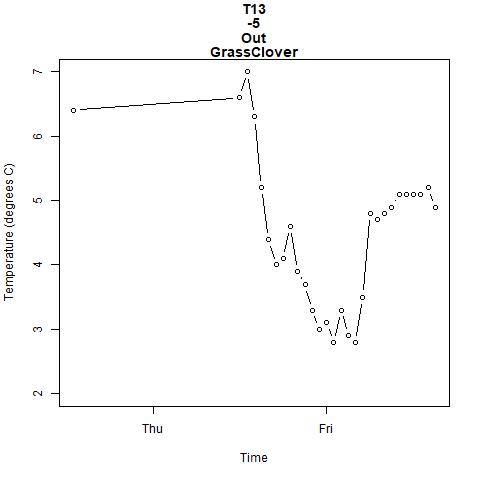 T13
-5
Out
GrassClover
Temperature (degrees C)
7
6
5
4
3
2
Thu Fri
Time